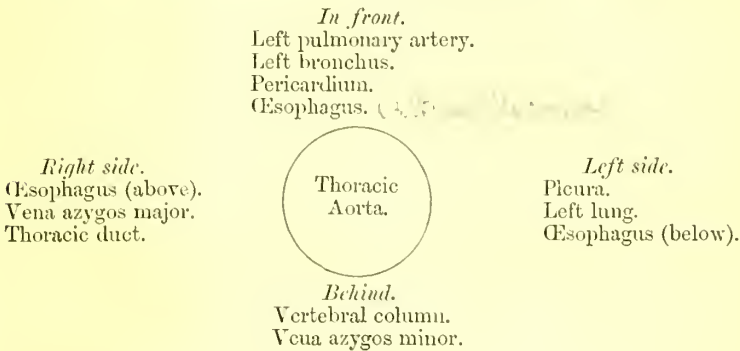 In front.
Left pulmonary artery.
Left bronchus.
Pericardium.
Œsophagus.
Right side.
Œsophagus (above).
Vena azygos major.
Thoracic duct.
Thoracic
Aorta.
Left side.
Pleura.
Left lung.
Œsophagus (below).
Behind.
Vertebral column.
Vena azygos minor.